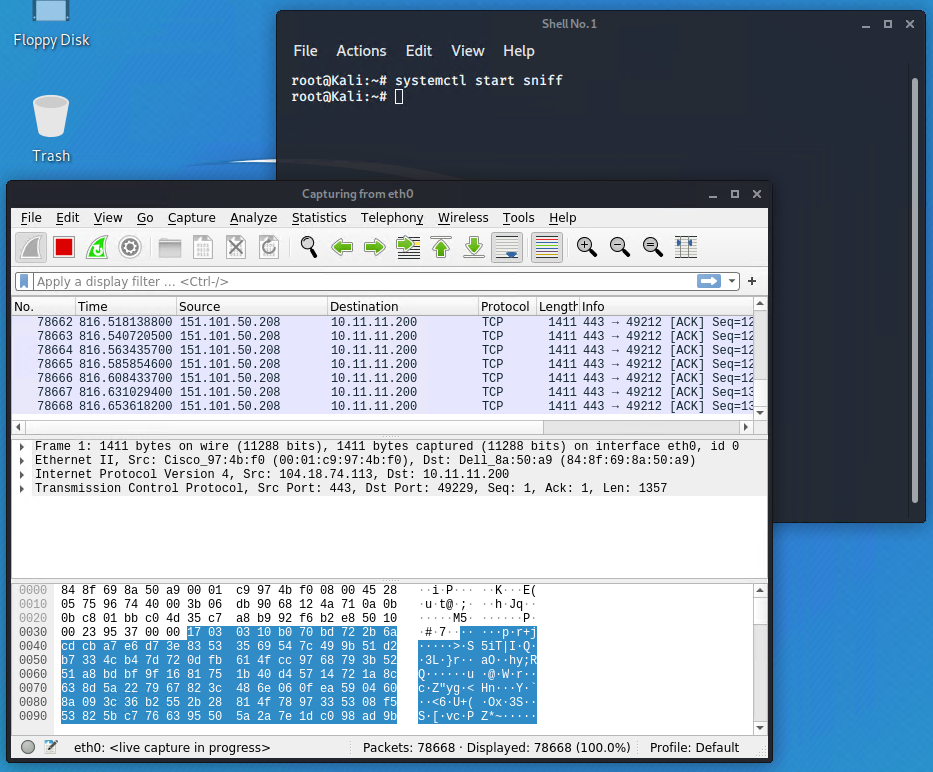 Floppy Disk
Trash
Shell No. 1
File Actions Edit View Help
root@Kali:~# systemctl start sniff
root@Kali:~#
Capturing from eth0
File Edit View Go Capture Analyze Statistics Telephony Wireless Tools Help
Apply a display filter … <Ctrl-/>
No. Time Source Destination Protocol Length Info
78662 816.518138800 151.101.50.208 10.11.11.200 TCP 1411 443 → 49212 [ACK] Seq=12
78663 816.540720500 151.101.50.208 10.11.11.200 TCP 1411 443 → 49212 [ACK] Seq=12
78664 816.563435700 151.101.50.208 10.11.11.200 TCP 1411 443 → 49212 [ACK] Seq=12
78665 816.585854600 151.101.50.208 10.11.11.200 TCP 1411 443 → 49212 [ACK] Seq=12
78666 816.608433700 151.101.50.208 10.11.11.200 TCP 1411 443 → 49212 [ACK] Seq=12
78667 816.631029400 151.101.50.208 10.11.11.200 TCP 1411 443 → 49212 [ACK] Seq=13
78668 816.653618200 151.101.50.208 10.11.11.200 TCP 1411 443 → 49212 [ACK] Seq=13
Frame 1: 1411 bytes on wire (11288 bits), 1411 bytes captured (11288 bits) on interface eth0, id 0
Ethernet II, Src: Cisco_97:4b:f0 (00:01:c9:97:4b:f0), Dst: Dell_8a:50:a9 (84:8f:69:8a:50:a9)
Internet Protocol Version 4, Src: 104.18.74.113, Dst: 10.11.11.200
Transmission Control Protocol, Src Port: 443, Dst Port: 49229, Seq: 1, Ack: 1, Len: 1357
0000 84 8f 69 8a 50 a9 00 01 c9 97 4b f0 08 00 45 28 ··i·P··· ··K···E(
0010 05 75 96 74 40 00 3b 06 db 90 68 12 4a 71 0a 0b ·u·t@·;· ··h·Jq··
0020 0b c8 01 bb c0 4d 35 c7 a8 b9 92 f6 b2 e8 50 10 ·····M5· ······P·
0030 00 23 95 37 00 00 17 03 03 10 b0 70 bd 72 2b 6a ·#·7···· ···p·r+j
0040 cd cb a7 e6 d7 3e 83 53 35 69 54 7c 49 9b 51 d2 ·····>·S 5iT|I·Q·
0050 b7 33 4c b4 7d 72 0d fb 61 4f cc 97 68 79 3b 52 ·3L·}r·· aO··hy;R
0060 51 a8 bd bf 9f 16 81 75 1b 40 d4 57 14 72 1a 8c Q······u ·@·W·r··
0070 63 8d 5a 22 79 67 82 3c 48 6e 06 0f ea 59 04 60 c·Z"yg·< Hn···Y·`
0080 8a 09 3c 36 b2 55 2b 28 81 4f 78 97 33 53 08 f5 ··<6·U+( ·Ox·3S··
0090 53 82 5b c7 76 63 95 50 5a 2a 7e 1d c0 98 ad 9b S·[·vc·P Z*~·····
eth0: <live capture in progress> Packets: 78668 · Displayed: 78668 (100.0%) Profile: Default